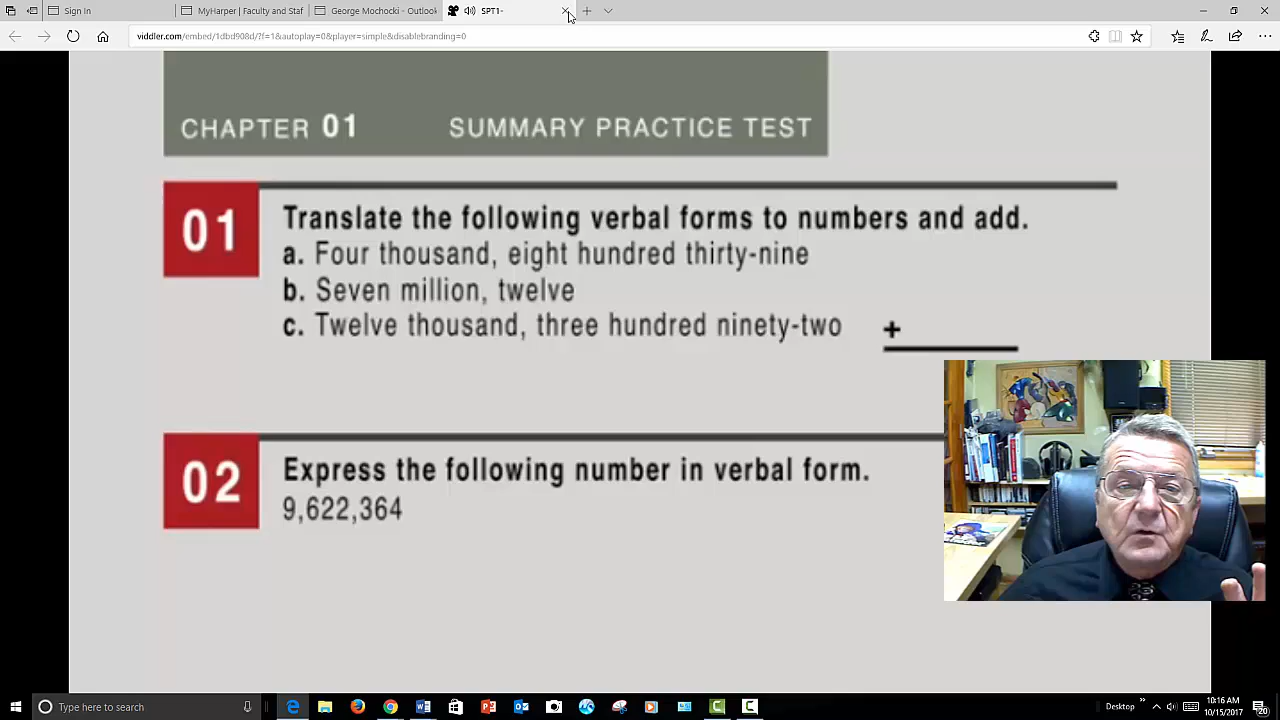 Sign In
MyHarper | Faculty and Staf
George Mochocki - Outlook
SPT1-
viddler.com/embed/1dbd908d/?f=1&autoplay=0&player=simple&disablebranding=0
CHAPTER 01 SUMMARY PRACTICE TEST
01 Translate the following verbal forms to numbers and add.
a. Four thousand, eight hundred thirty-nine
b. Seven million, twelve
c. Twelve thousand, three hundred ninety-two +
02 Express the following number in verbal form.
9,622,364
Type here to search
Desktop
10:16 AM
10/15/2017
20